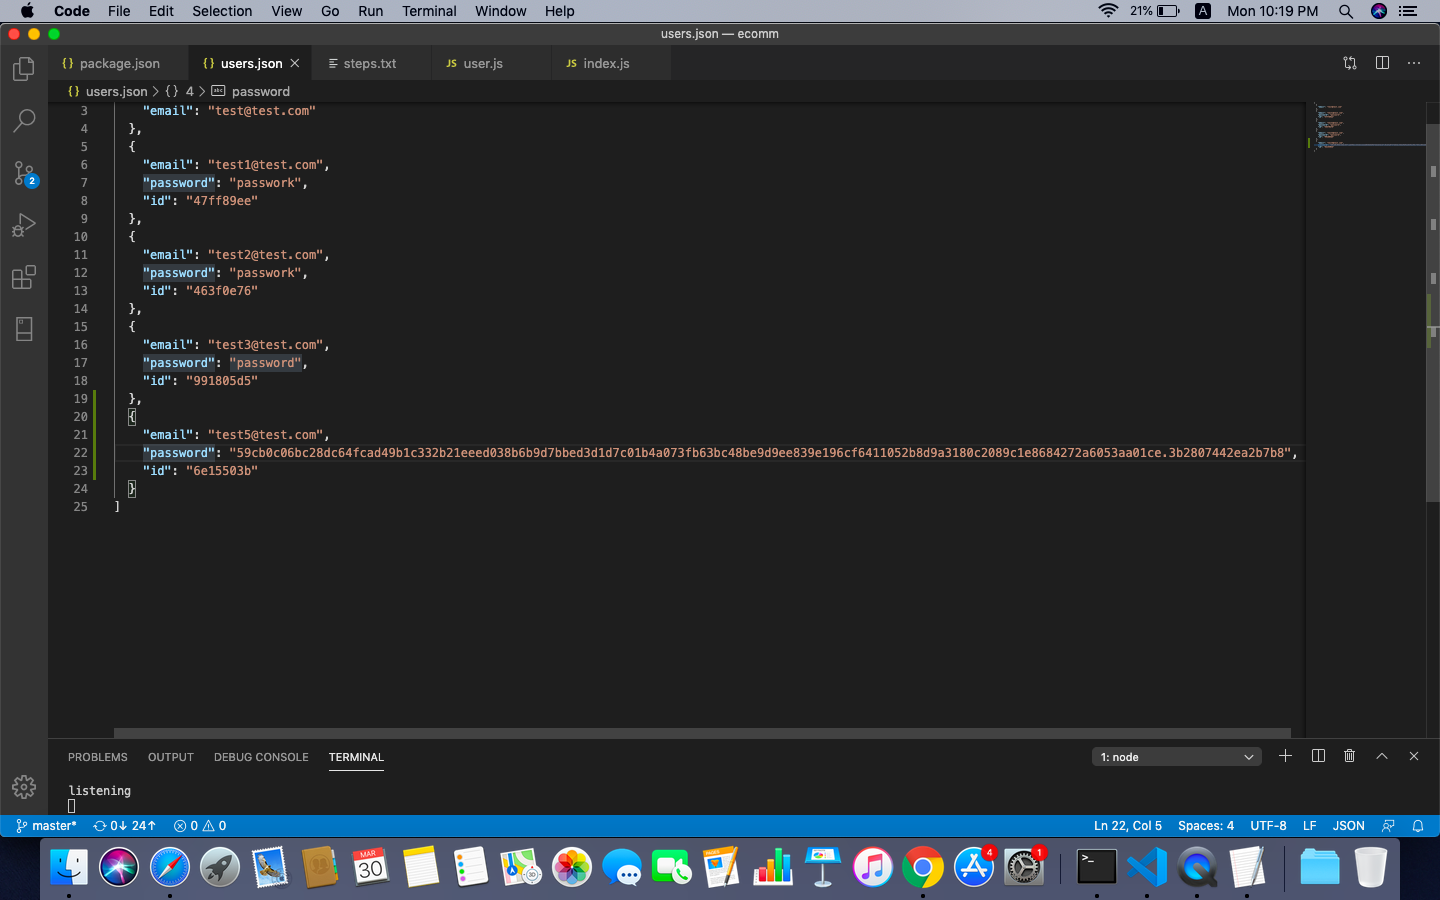 Code File Edit Selection View Go Run Terminal Window Help 21% A Mon 10:19 PM
users.json — ecomm
{} package.json {} users.json × steps.txt JS user.js JS index.js
{} users.json > {} 4 > abc password
3 "email": "test@test.com"
4 },
5 {
6 "email": "test1@test.com",
7 "password": "passwork",
8 "id": "47ff89ee"
9 },
10 {
11 "email": "test2@test.com",
12 "password": "passwork",
13 "id": "463f0e76"
14 },
15 {
16 "email": "test3@test.com",
17 "password": "password",
18 "id": "991805d5"
19 },
20 {
21 "email": "test5@test.com",
22 "password": "59cb0c06bc28dc64fcad49b1c332b21eeed038b6b9d7bbed3d1d7c01b4a073fb63bc48be9d9ee839e196cf6411052b8d9a3180c2089c1e8684272a6053aa01ce.3b2807442ea2b7b8",
23 "id": "6e15503b"
24 }
25 ]
2
PROBLEMS OUTPUT DEBUG CONSOLE TERMINAL 1: node
listening
master* 0↓ 24↑ 0 0 Ln 22, Col 5 Spaces: 4 UTF-8 LF JSON
MAR
30
4
1
>_